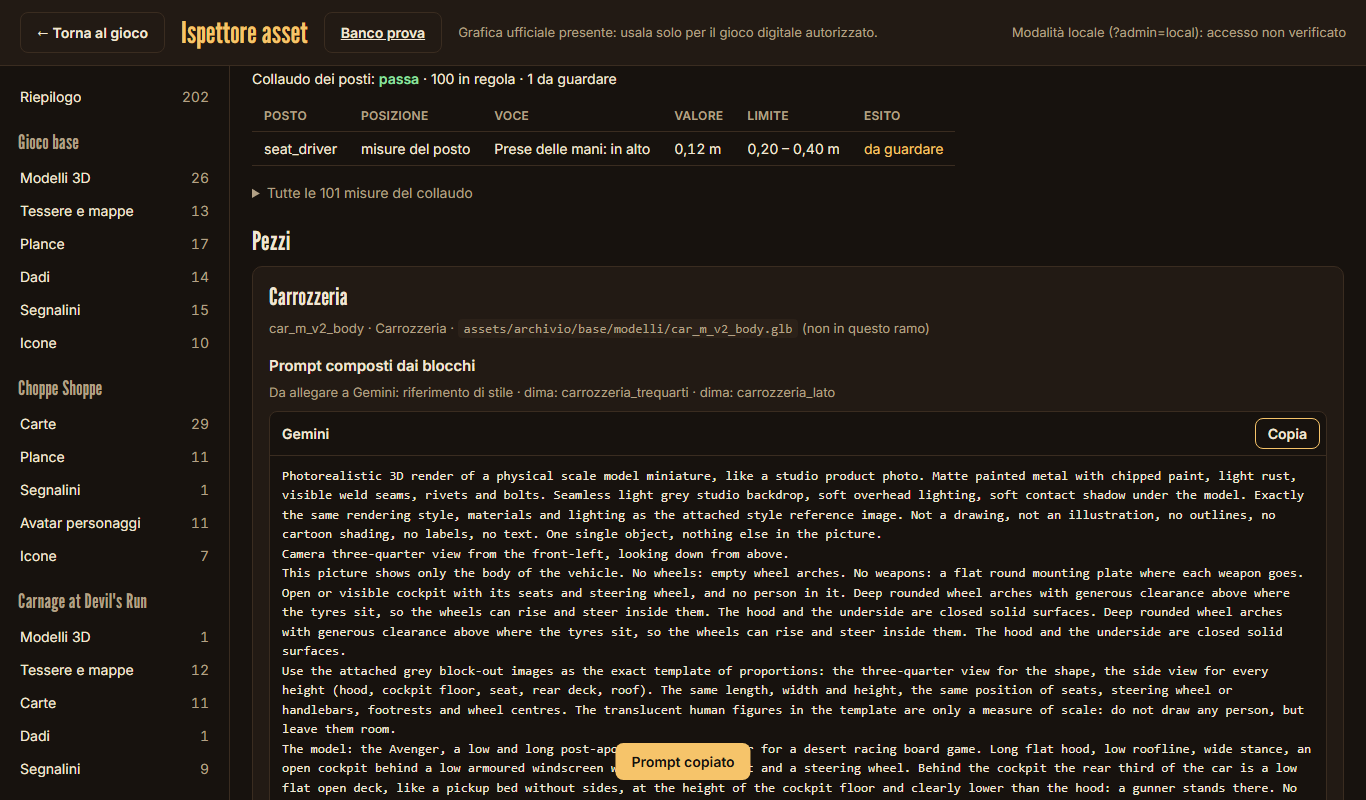 ← Torna al gioco
Ispettore asset
Banco prova
Grafica ufficiale presente: usala solo per il gioco digitale autorizzato.
Modalità locale (?admin=local): accesso non verificato
Riepilogo 202
Gioco base
Modelli 3D 26
Tessere e mappe 13
Plance 17
Dadi 14
Segnalini 15
Icone 10
Choppe Shoppe
Carte 29
Plance 11
Segnalini 1
Avatar personaggi 11
Icone 7
Carnage at Devil's Run
Modelli 3D 1
Tessere e mappe 12
Carte 11
Dadi 1
Segnalini 9
Collaudo dei posti: passa · 100 in regola · 1 da guardare
POSTO POSIZIONE VOCE VALORE LIMITE ESITO
seat_driver misure del posto Prese delle mani: in alto 0,12 m 0,20 – 0,40 m da guardare
▶ Tutte le 101 misure del collaudo
Pezzi
Carrozzeria
car_m_v2_body · Carrozzeria · assets/archivio/base/modelli/car_m_v2_body.glb (non in questo ramo)
Prompt composti dai blocchi
Da allegare a Gemini: riferimento di stile · dima: carrozzeria_trequarti · dima: carrozzeria_lato
Gemini
Copia
Photorealistic 3D render of a physical scale model miniature, like a studio product photo. Matte painted metal with chipped paint, light rust,
visible weld seams, rivets and bolts. Seamless light grey studio backdrop, soft overhead lighting, soft contact shadow under the model. Exactly
the same rendering style, materials and lighting as the attached style reference image. Not a drawing, not an illustration, no outlines, no
cartoon shading, no labels, no text. One single object, nothing else in the picture.
Camera three-quarter view from the front-left, looking down from above.
This picture shows only the body of the vehicle. No wheels: empty wheel arches. No weapons: a flat round mounting plate where each weapon goes.
Open or visible cockpit with its seats and steering wheel, and no person in it. Deep rounded wheel arches with generous clearance above where
the tyres sit, so the wheels can rise and steer inside them. The hood and the underside are closed solid surfaces. Deep rounded wheel arches
with generous clearance above where the tyres sit, so the wheels can rise and steer inside them. The hood and the underside are closed solid
surfaces.
Use the attached grey block-out images as the exact template of proportions: the three-quarter view for the shape, the side view for every
height (hood, cockpit floor, seat, rear deck, roof). The same length, width and height, the same position of seats, steering wheel or
handlebars, footrests and wheel centres. The translucent human figures in the template are only a measure of scale: do not draw any person, but
leave them room.
The model: the Avenger, a low and long for a desert racing board game. Long flat hood, low roofline, wide stance, an
open cockpit behind a low armoured windscreen and a steering wheel. Behind the cockpit the rear third of the car is a low
flat open deck, like a pickup bed without sides, at the height of the cockpit floor and clearly lower than the hood: a gunner stands there. No
Prompt copiato